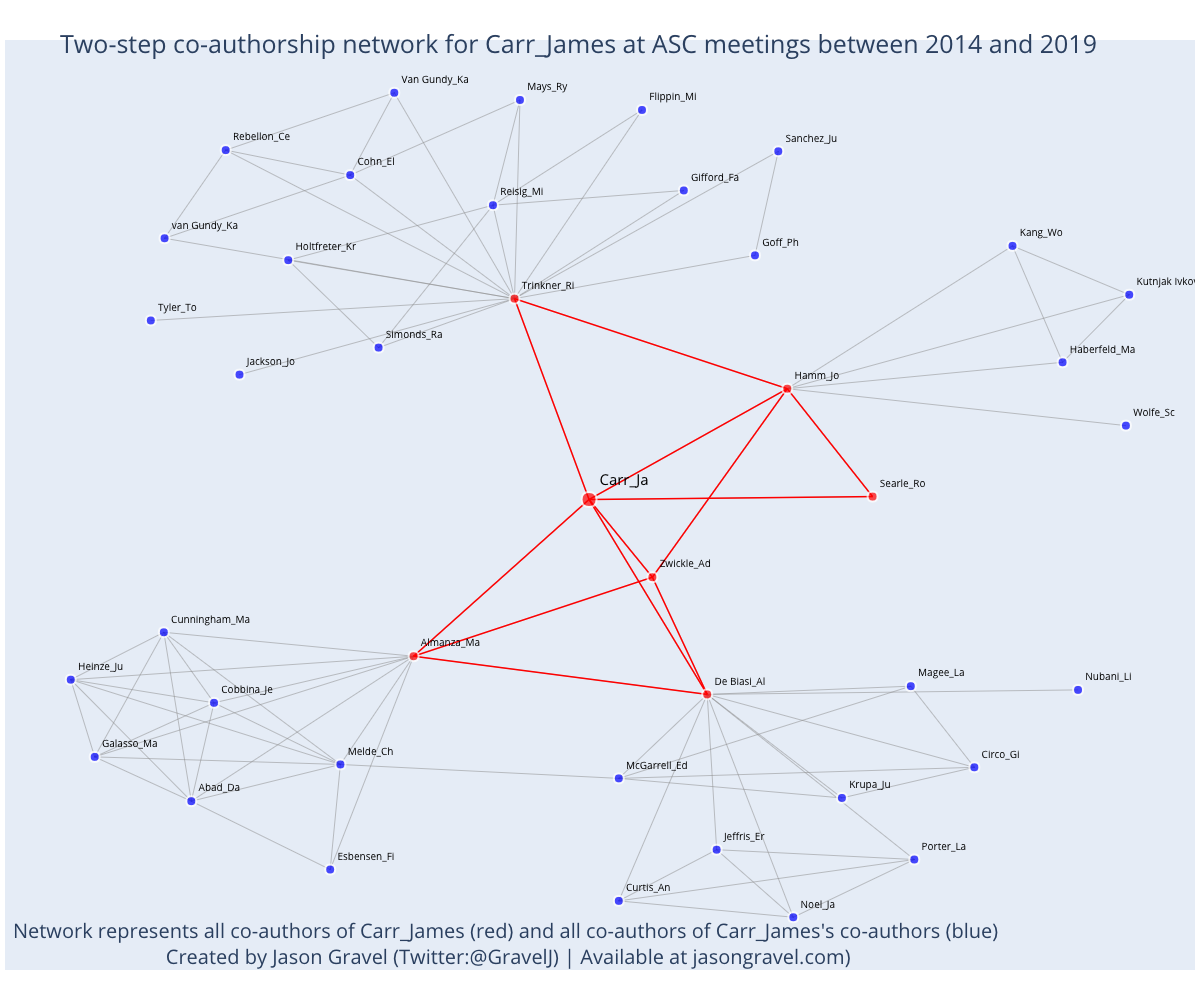 Two-step co-authorship network for Carr_James at ASC meetings between 2014 and 2019
Van Gundy_Ka
Mays_Ry
Flippin_Mi
Rebellon_Ce
Sanchez_Ju
Cohn_El
Gifford_Fa
Reisig_Mi
van Gundy_Ka
Kang_Wo
Holtfreter_Kr
Goff_Ph
Kutnjak Ivkov
Trinkner_Ri
Tyler_To
Simonds_Ra
Haberfeld_Ma
Jackson_Jo
Hamm_Jo
Wolfe_Sc
Carr_Ja
Searle_Ro
Zwickle_Ad
Cunningham_Ma
Almanza_Ma
Heinze_Ju
Magee_La
Nubani_Li
De Biasi_Al
Cobbina_Je
Galasso_Ma
Melde_Ch
Circo_Gi
McGarrell_Ed
Krupa_Ju
Abad_Da
Jeffris_Er
Porter_La
Esbensen_Fi
Curtis_An
Noel_Ja
Network represents all co-authors of Carr_James (red) and all co-authors of Carr_James's co-authors (blue)
Created by Jason Gravel (Twitter:@GravelJ) | Available at jasongravel.com)